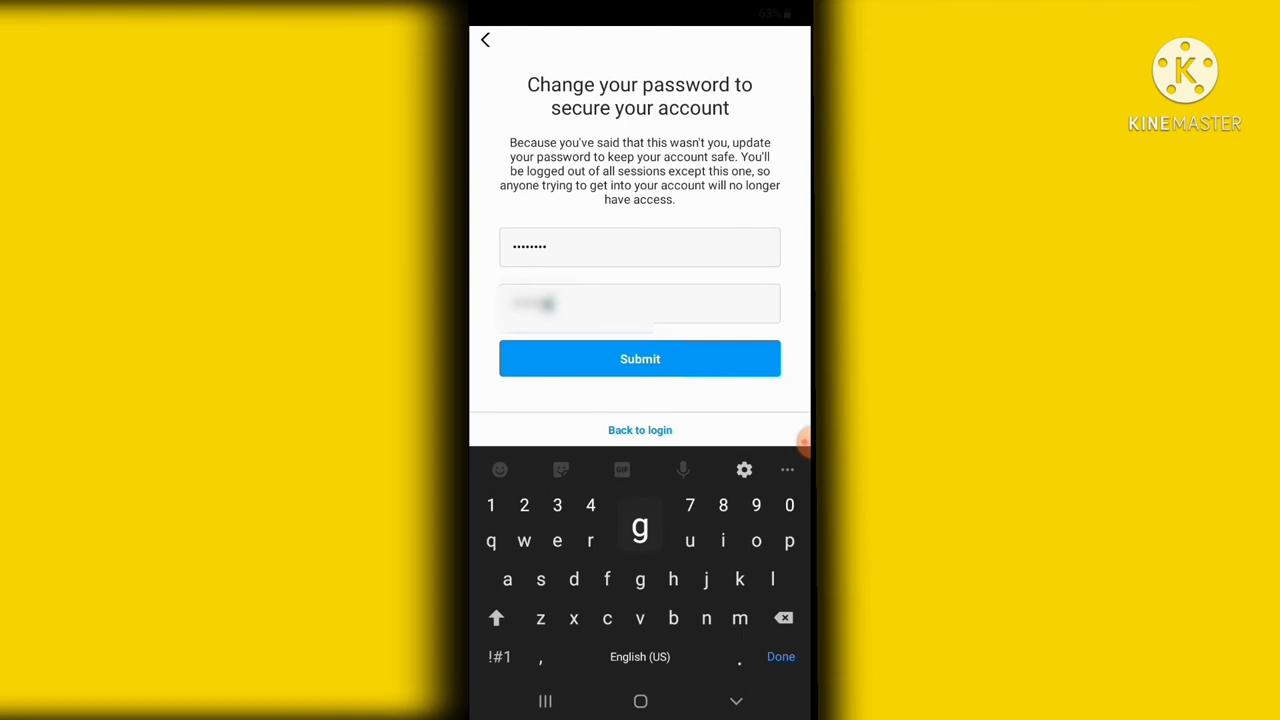 63%
K
KINEMASTER
Change your password to
secure your account
Because you've said that this wasn't you, update
your password to keep your account safe. You'll
be logged out of all sessions except this one, so
anyone trying to get into your account will no longer
have access.
••••••••
Submit
Back to login
GIF
1 2 3 4 7 8 9 0
g
q w e r u i o p
a s d f g h j k l
z x c v b n m
!#1 , English (US) . Done